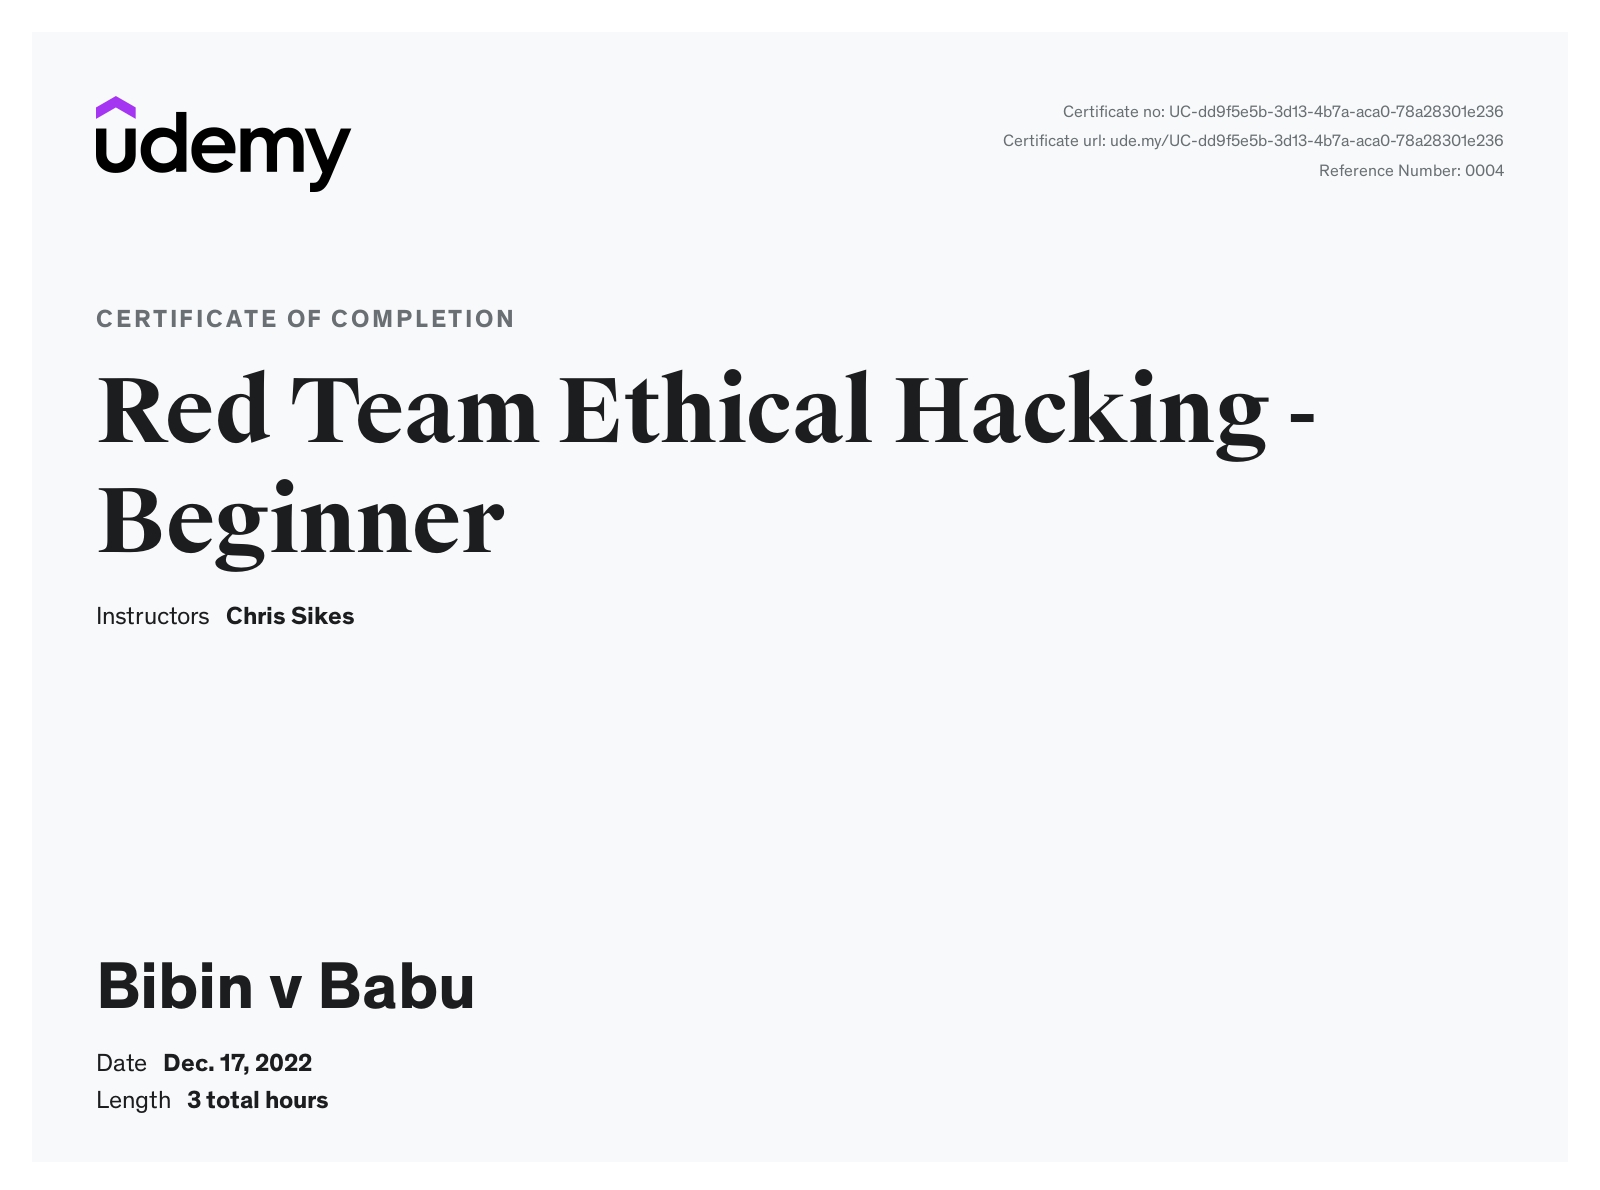 udemy
Certificate no: UC-dd9f5e5b-3d13-4b7a-aca0-78a28301e236
Certificate url: ude.my/UC-dd9f5e5b-3d13-4b7a-aca0-78a28301e236
Reference Number: 0004
CERTIFICATE OF COMPLETION
Red Team Ethical Hacking -
Beginner
Instructors Chris Sikes
Bibin v Babu
Date Dec. 17, 2022
Length 3 total hours